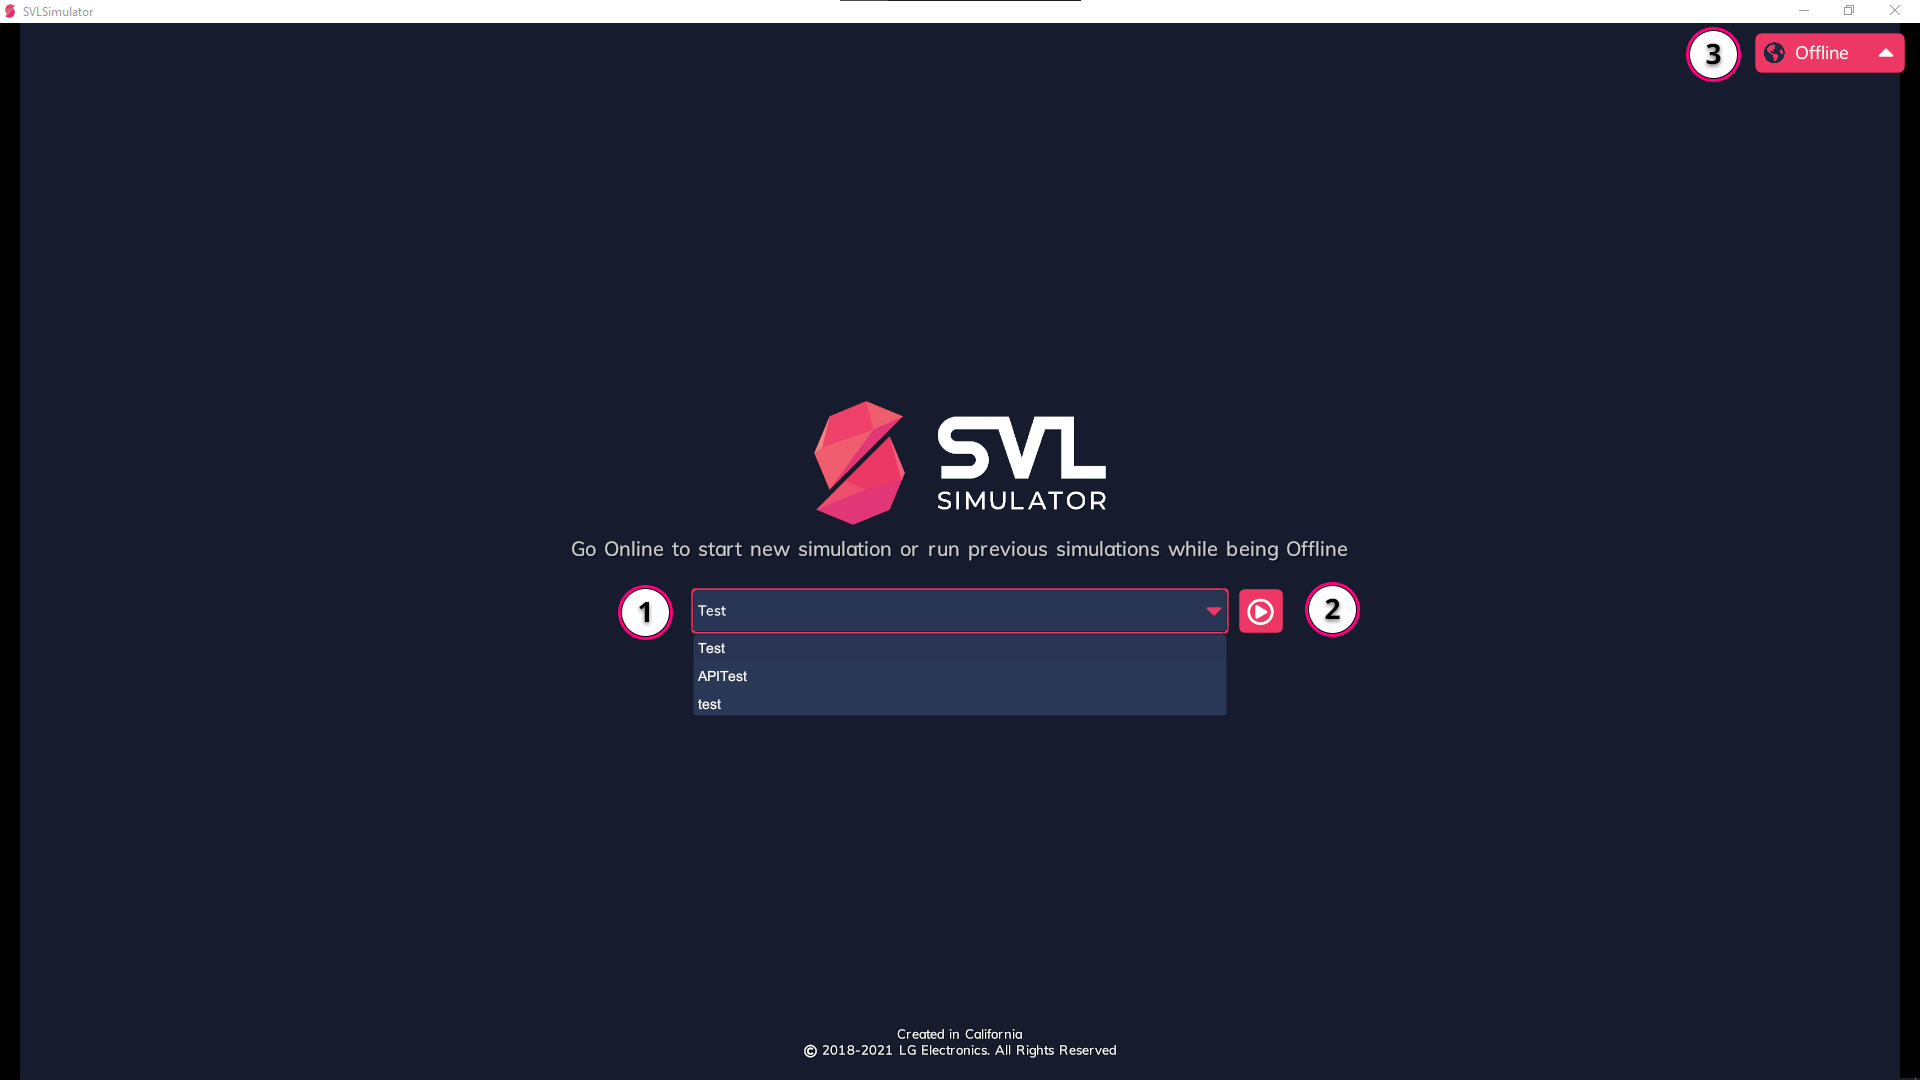 SVLSimulator
3
Offline
SVL
SIMULATOR
Go Online to start new simulation or run previous simulations while being Offline
1
Test
2
Test
APITest
test
Created in California
© 2018-2021 LG Electronics. All Rights Reserved